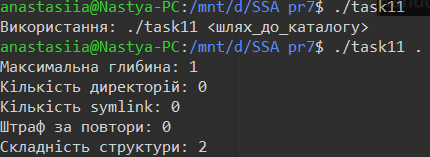 anastasiia@Nastya-PC:/mnt/d/SSA pr7$ ./task11
Використання: ./task11 <шлях_до_каталогу>
anastasiia@Nastya-PC:/mnt/d/SSA pr7$ ./task11 .
Максимальна глибина: 1
Кількість директорій: 0
Кількість symlink: 0
Штраф за повтори: 0
Складність структури: 2